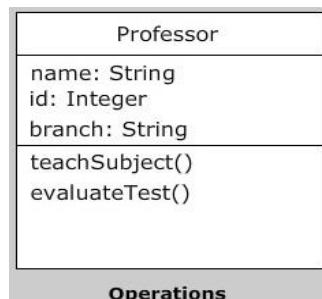 Professor
name: String
id: Integer
branch: String
teachSubject()
evaluateTest()
Operations